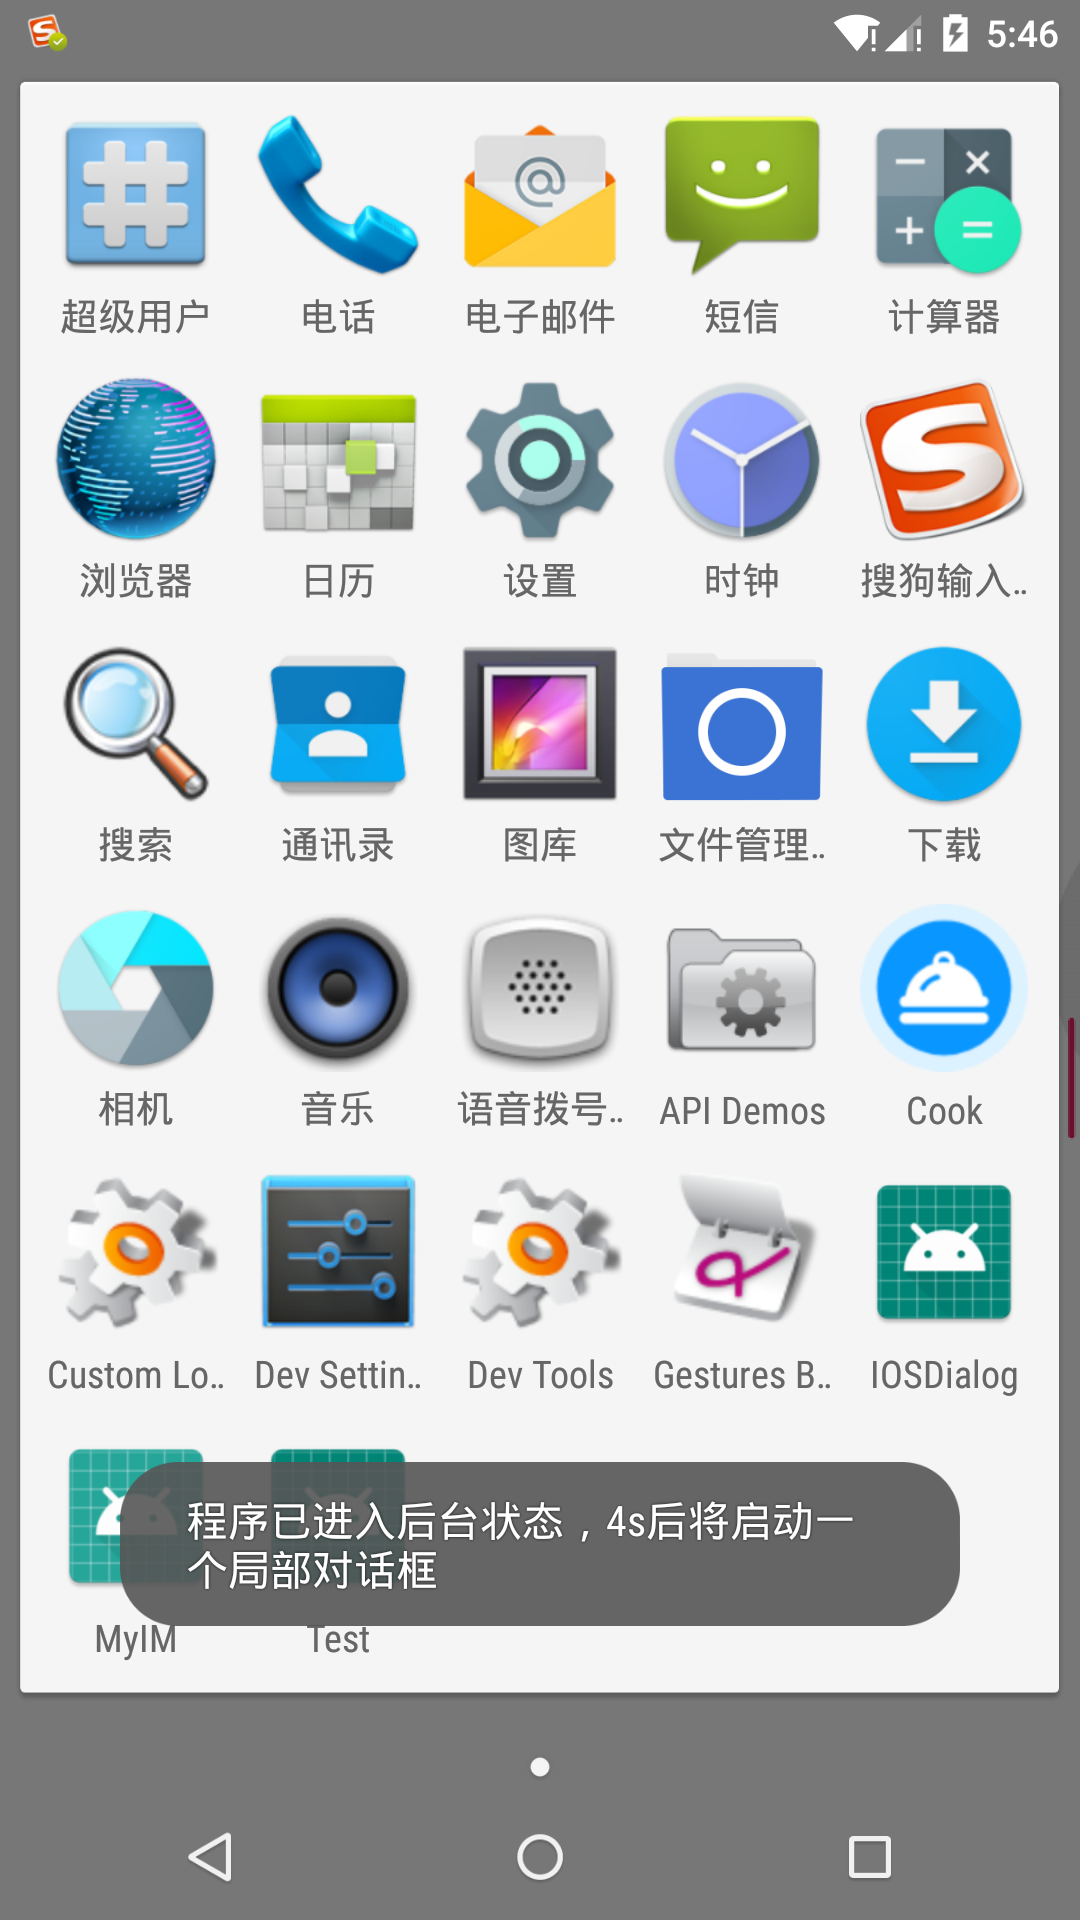 5:46
超级用户 电话 电子邮件 短信 计算器
浏览器 日历 设置 时钟 搜狗输入..
搜索 通讯录 图库 文件管理.. 下载
相机 音乐 语音拨号.. API Demos Cook
Custom Lo.. Dev Settin.. Dev Tools Gestures B.. IOSDialog
程序已进入后台状态，4s后将启动一
个局部对话框
MyIM Test